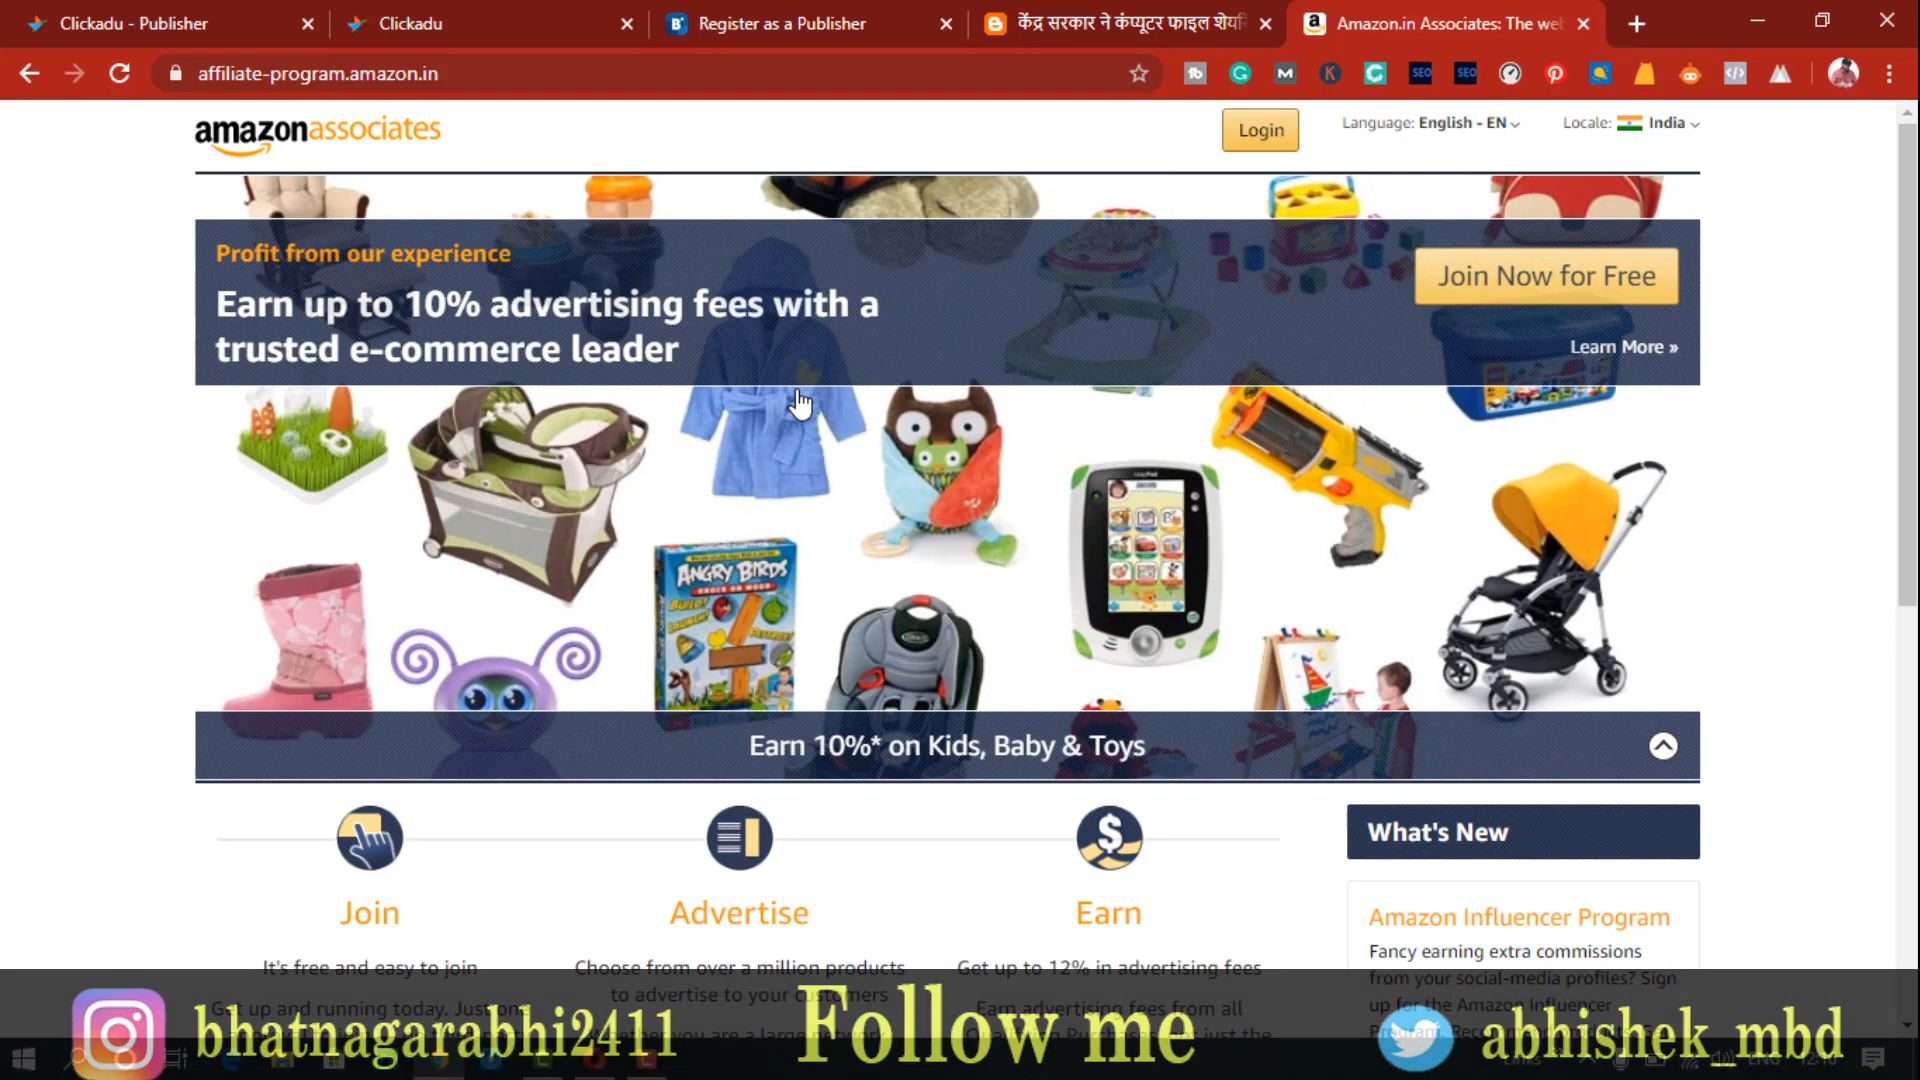 Clickadu - Publisher
Clickadu
Register as a Publisher
केंद्र सरकार ने कंप्यूटर फाइल शेयरि
Amazon.in Associates: The web
affiliate-program.amazon.in
amazonassociates
Login
Language: English - EN
Locale: India
Profit from our experience
Earn up to 10% advertising fees with a
trusted e-commerce leader
Join Now for Free
Learn More »
ANGRY BIRDS
Earn 10%* on Kids, Baby & Toys
What's New
Join
Advertise
Earn
Amazon Influencer Program
It's free and easy to join
Choose from over a million products
to advertise to your customers
Get up to 12% in advertising fees
Fancy earning extra commissions
from your social-media profiles? Sign
up for the Amazon Influencer
Get up and running today. Just
Earn advertising fees from all
bhatnagarabhi2411
Follow me
abhishek_mbd